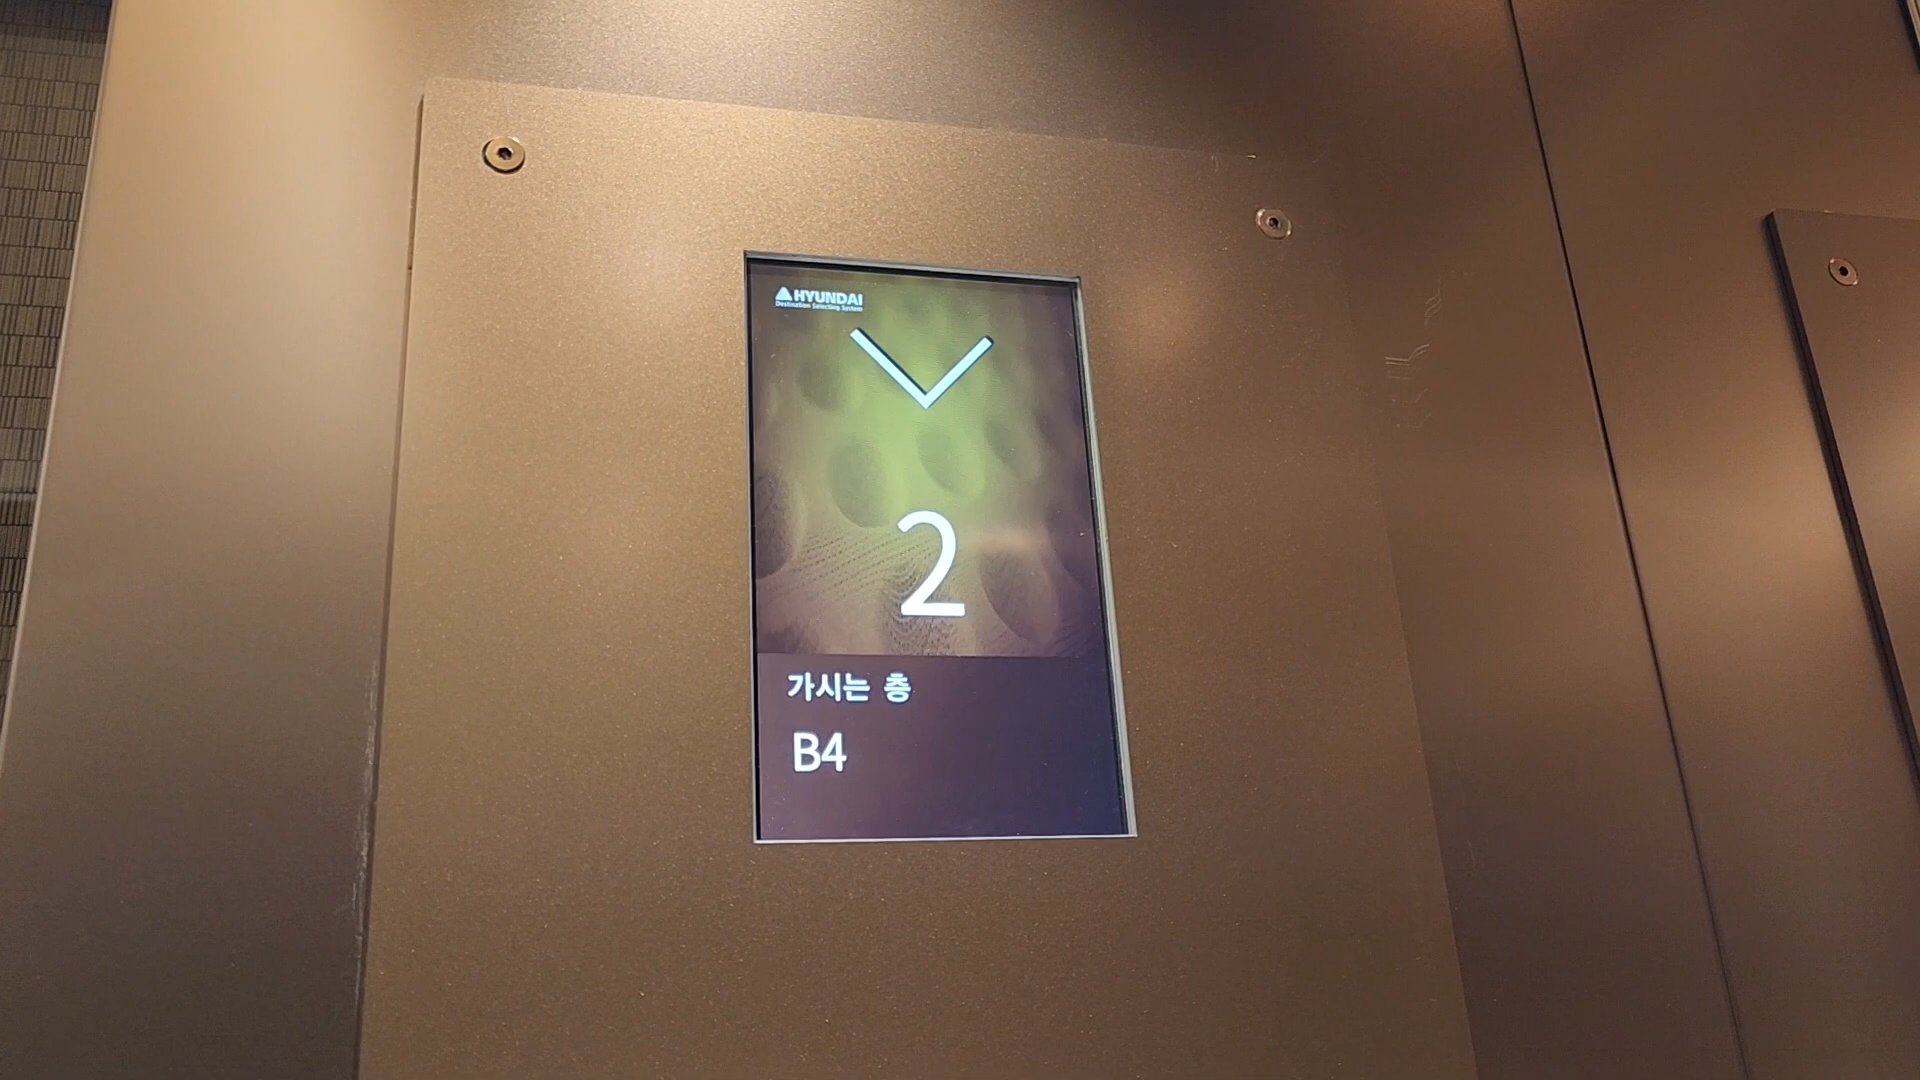 HYUNDAI
Destination Selecting System
2
가시는 층
B4